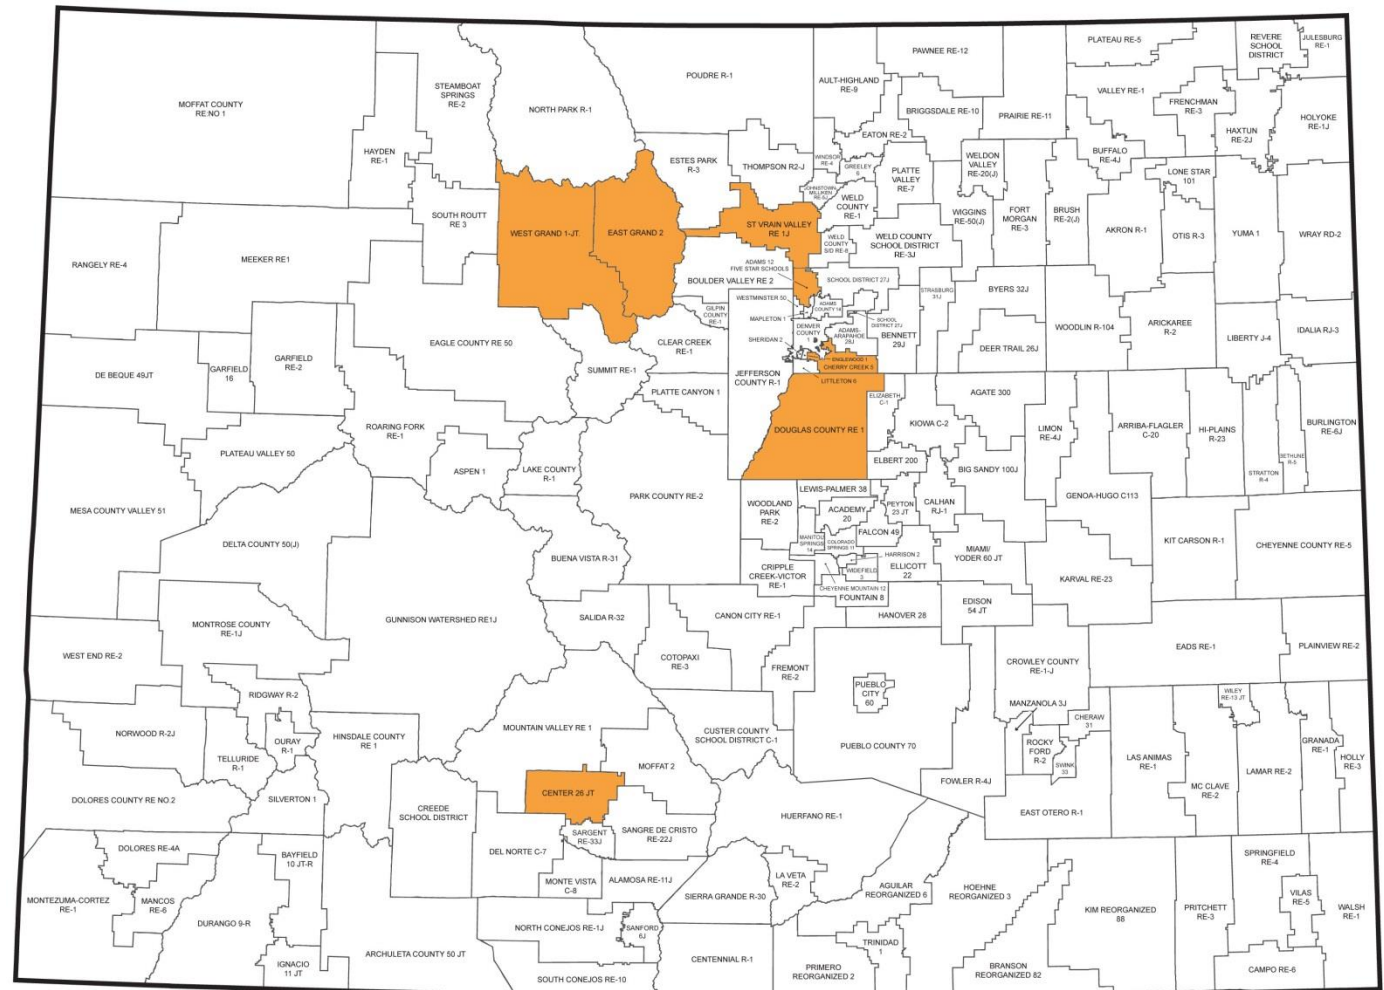 PLATEAU RE-5
REVERE
SCHOOL
DISTRICT
JULESBURG
RE-1
PAWNEE RE-12
POUDRE R-1
AULT-HIGHLAND
RE-9
STEAMBOAT
SPRINGS
RE-2
NORTH PARK R-1
MOFFAT COUNTY
RE:NO 1
BRIGGSDALE RE-10
PRAIRIE RE-11
VALLEY RE-1
FRENCHMAN
RE-3
HAXTUN
RE-2J
HOLYOKE
RE-1J
EATON RE-2
HAYDEN
RE-1
ESTES PARK
R-3
THOMPSON R2-J
WINDSOR
RE-4
GREELEY
6
PLATTE
VALLEY
RE-7
WELDON
VALLEY
RE-20(J)
BUFFALO
RE-4J
LONE STAR
101
JOHNSTOWN
MILLIKEN
RE-5J
WELD
COUNTY
RE-1
WIGGINS
RE-50(J)
FORT
MORGAN
RE-3
BRUSH
RE-2(J)
AKRON R-1
OTIS R-3
YUMA 1
WRAY RD-2
SOUTH ROUTT
RE 3
WEST GRAND 1-JT.
EAST GRAND 2
ST VRAIN VALLEY
RE 1J
WELD
COUNTY
S/D RE-8
WELD COUNTY
SCHOOL DISTRICT
RE-3J
RANGELY RE-4
MEEKER RE1
ADAMS 12
FIVE STAR SCHOOLS
BOULDER VALLEY RE 2
SCHOOL DISTRICT 27J
STRASBURG
31J
BYERS 32J
WESTMINSTER 50
ADAMS
COUNTY 14
GILPIN
COUNTY
RE-1
MAPLETON 1
SCHOOL
DISTRICT 27J
DENVER
COUNTY
1
ADAMS-
ARAPAHOE
28J
BENNETT
29J
WOODLIN R-104
ARICKAREE
R-2
LIBERTY J-4
IDALIA RJ-3
EAGLE COUNTY RE 50
CLEAR CREEK
RE-1
SHERIDAN 2
DEER TRAIL 26J
ENGLEWOOD 1
CHERRY CREEK 5
GARFIELD
RE-2
GARFIELD
16
DE BEQUE 49JT
SUMMIT RE-1
JEFFERSON
COUNTY R-1
LITTLETON 6
PLATTE CANYON 1
ELIZABETH
C-1
AGATE 300
DOUGLAS COUNTY RE 1
KIOWA C-2
LIMON
RE-4J
ARRIBA-FLAGLER
C-20
HI-PLAINS
R-23
BURLINGTON
RE-6J
ROARING FORK
RE-1
PLATEAU VALLEY 50
ASPEN 1
LAKE COUNTY
R-1
ELBERT 200
BIG SANDY 100J
BETHUNE
R-5
STRATTON
R-4
PARK COUNTY RE-2
LEWIS-PALMER 38
GENOA-HUGO C113
WOODLAND
PARK
RE-2
ACADEMY
20
PEYTON
23 JT
CALHAN
RJ-1
MESA COUNTY VALLEY 51
DELTA COUNTY 50(J)
MANITOU
SPRINGS
14
COLORADO
SPRINGS 11
FALCON 49
KIT CARSON R-1
CHEYENNE COUNTY RE-5
BUENA VISTA R-31
HARRISON 2
MIAMI/
YODER 60 JT
CRIPPLE
CREEK-VICTOR
RE-1
WIDEFIELD
3
ELLICOTT
22
KARVAL RE-23
CHEYENNE MOUNTAIN 12
FOUNTAIN 8
EDISON
54 JT
HANOVER 28
MONTROSE COUNTY
RE-1J
GUNNISON WATERSHED RE1J
SALIDA R-32
CANON CITY RE-1
WEST END RE-2
COTOPAXI
RE-3
FREMONT
RE-2
CROWLEY COUNTY
RE-1-J
EADS RE-1
PLAINVIEW RE-2
PUEBLO
CITY
60
RIDGWAY R-2
MANZANOLA 3J
WILEY
RE-13 JT
CHERAW
31
MOUNTAIN VALLEY RE 1
CUSTER COUNTY
SCHOOL DISTRICT C-1
PUEBLO COUNTY 70
NORWOOD R-2J
OURAY
R-1
HINSDALE COUNTY
RE 1
ROCKY
FORD
R-2
SWINK
33
LAS ANIMAS
RE-1
GRANADA
RE-1
HOLLY
RE-3
TELLURIDE
R-1
MOFFAT 2
LAMAR RE-2
FOWLER R-4J
MC CLAVE
RE-2
CENTER 26 JT
DOLORES COUNTY RE NO.2
SILVERTON 1
CREEDE
SCHOOL DISTRICT
EAST OTERO R-1
HUERFANO RE-1
SARGENT
RE-33J
SANGRE DE CRISTO
RE-22J
DOLORES RE-4A
BAYFIELD
10 JT-R
DEL NORTE C-7
SPRINGFIELD
RE-4
LA VETA
RE-2
MONTE VISTA
C-8
ALAMOSA RE-11J
AGUILAR
REORGANIZED 6
HOEHNE
REORGANIZED 3
VILAS
RE-5
MONTEZUMA-CORTEZ
RE-1
MANCOS
RE-6
SIERRA GRANDE R-30
KIM REORGANIZED
88
PRITCHETT
RE-3
WALSH
RE-1
DURANGO 9-R
NORTH CONEJOS RE-1J
SANFORD
6J
TRINIDAD
1
ARCHULETA COUNTY 50 JT
CENTENNIAL R-1
IGNACIO
11 JT
PRIMERO
REORGANIZED 2
BRANSON
REORGANIZED 82
CAMPO RE-6
SOUTH CONEJOS RE-10